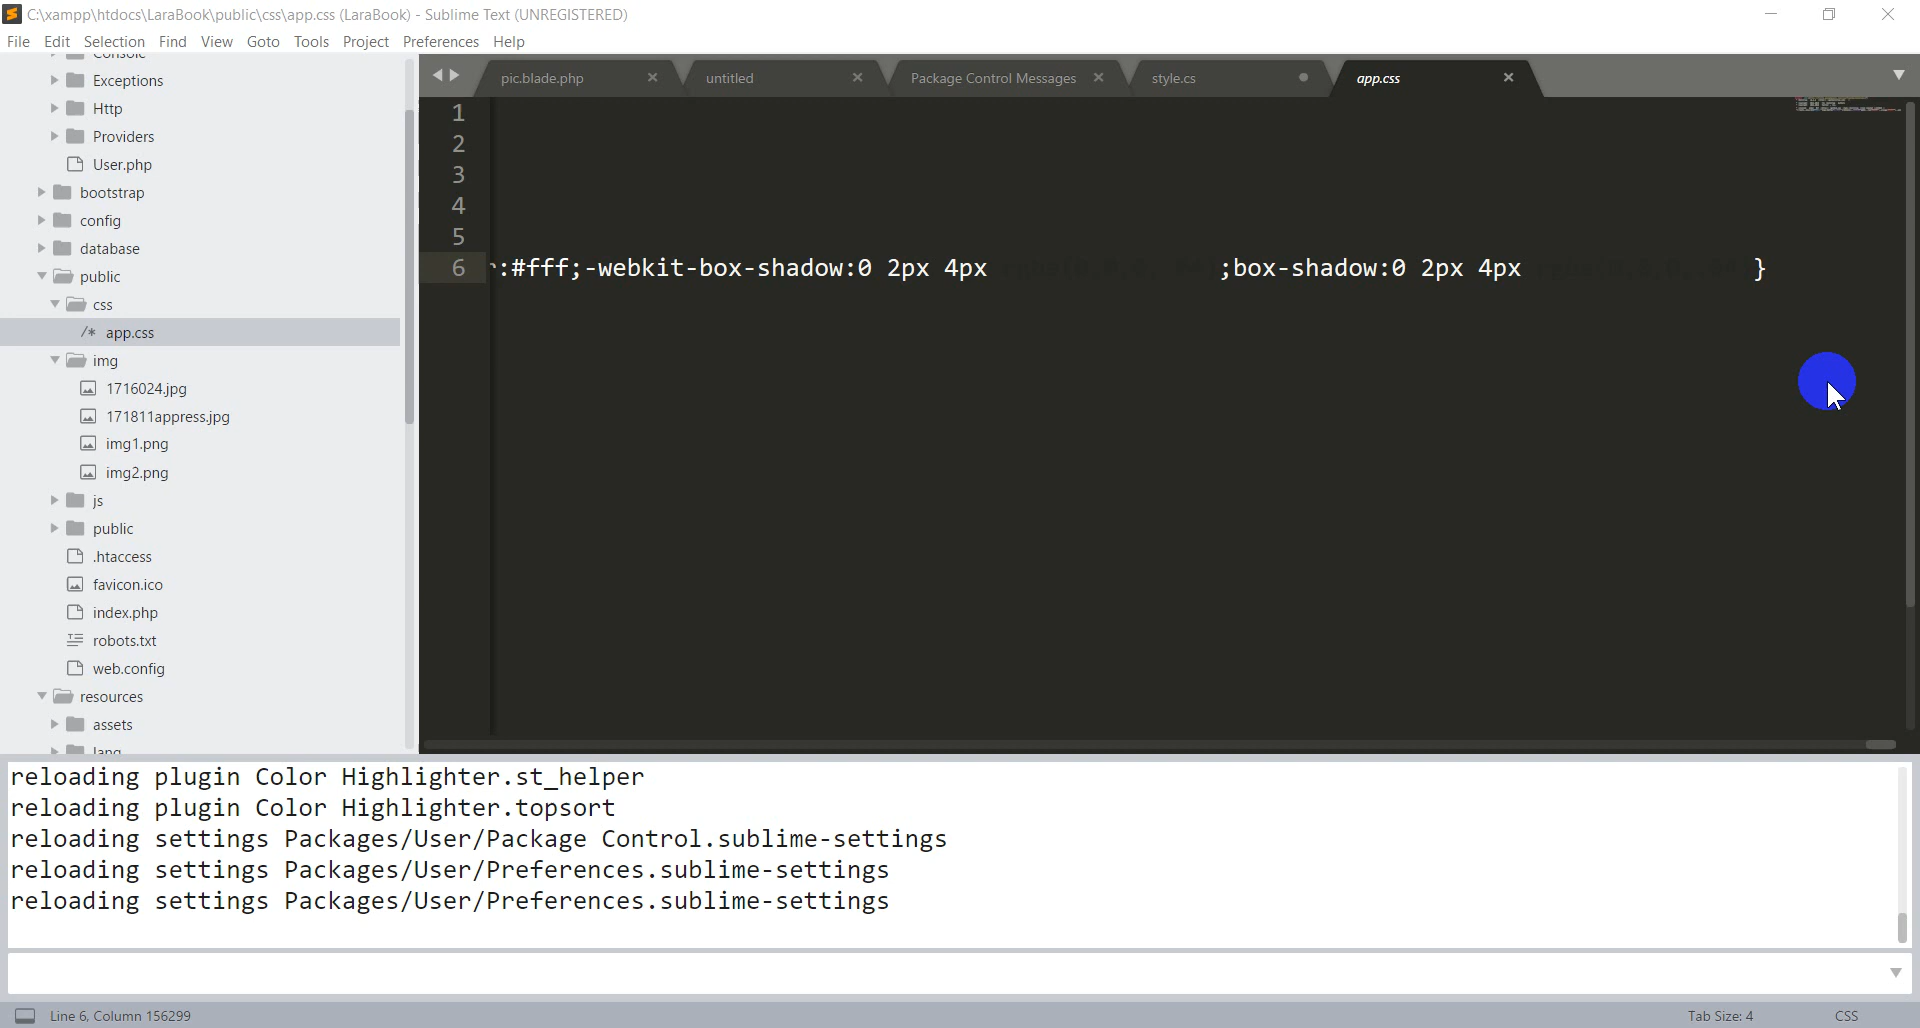 C:\xampp\htdocs\LaraBook\public\css\app.css (LaraBook) - Sublime Text (UNREGISTERED)
File Edit Selection Find View Goto Tools Project Preferences Help
Console
Exceptions
Http
Providers
User.php
bootstrap
config
database
public
css
/* app.css
img
1716024.jpg
171811appress.jpg
img1.png
img2.png
js
public
.htaccess
favicon.ico
index.php
robots.txt
web.config
resources
assets
lang
pic.blade.php
untitled
Package Control Messages
style.cs
app.css
1
2
3
4
5
6 :#fff;-webkit-box-shadow:0 2px 4px ;box-shadow:0 2px 4px }
reloading plugin Color Highlighter.st_helper
reloading plugin Color Highlighter.topsort
reloading settings Packages/User/Package Control.sublime-settings
reloading settings Packages/User/Preferences.sublime-settings
reloading settings Packages/User/Preferences.sublime-settings
Line 6, Column 156299
Tab Size: 4
CSS